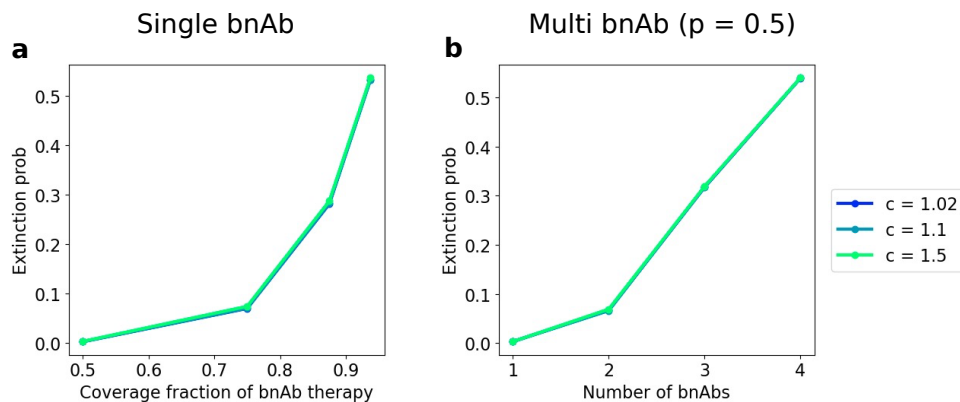 Single bnAb
Multi bnAb (p = 0.5)
a
b
Extinction prob
0.5
0.4
0.3
0.2
0.1
0.0
0.5
0.6
0.7
0.8
0.9
Coverage fraction of bnAb therapy
Extinction prob
0.5
0.4
0.3
0.2
0.1
0.0
1
2
3
4
Number of bnAbs
c = 1.02
c = 1.1
c = 1.5